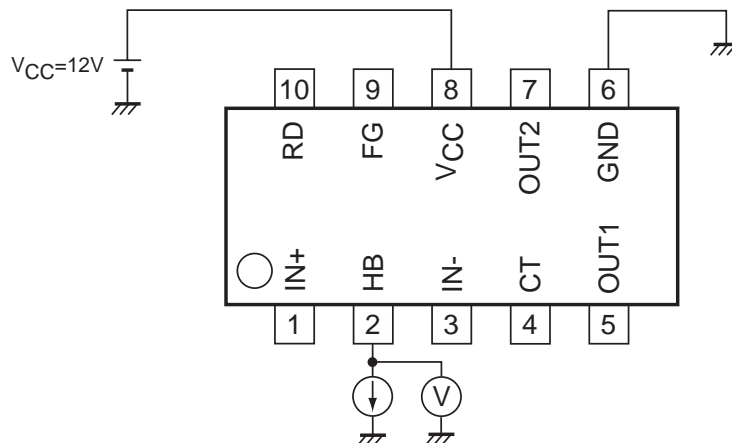 VCC=12V
10 9 8 7 6
RD FG VCC OUT2 GND
IN+ HB IN- CT OUT1
1 2 3 4 5
V